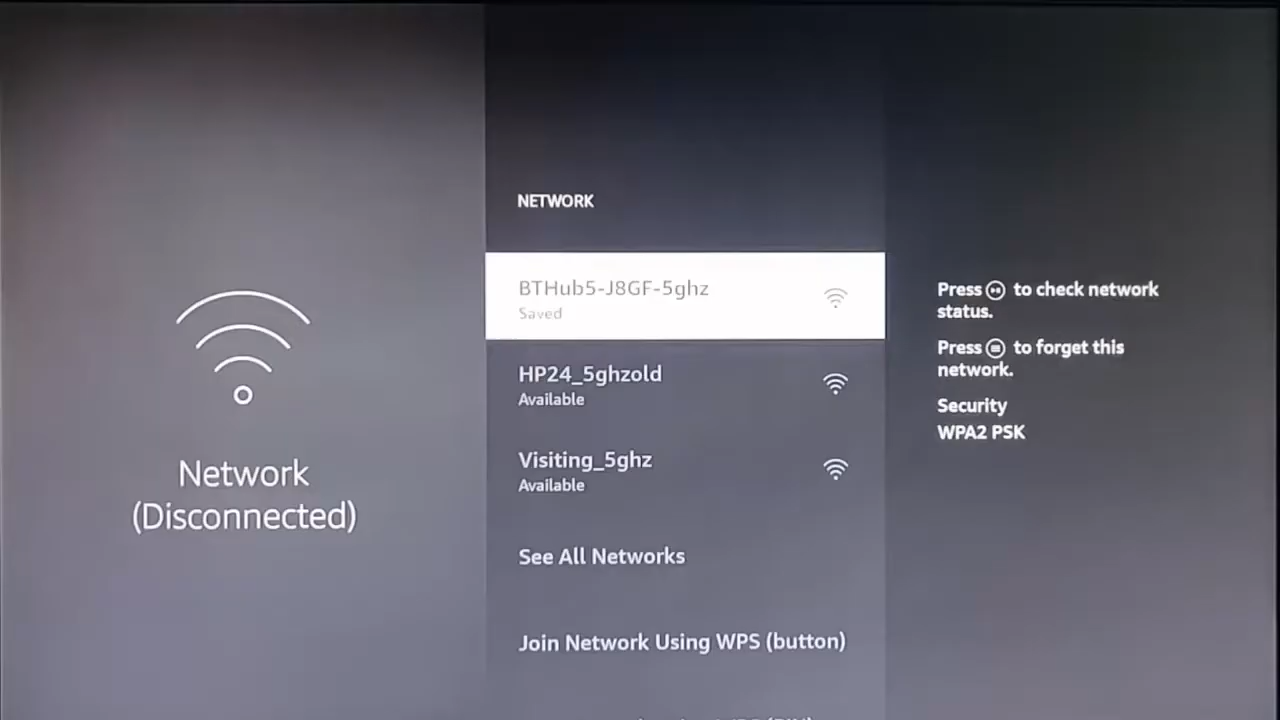 NETWORK
BTHub5-J8GF-5ghz
Saved
HP24_5ghzold
Available
Visiting_5ghz
Available
See All Networks
Join Network Using WPS (button)
Network
(Disconnected)
Press to check network
status.
Press to forget this
network.
Security
WPA2 PSK